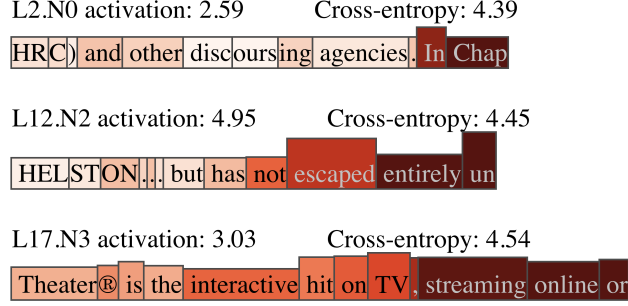 L2.N0 activation: 2.59 Cross-entropy: 4.39
HRC) and other discoursing agencies. In Chap
L12.N2 activation: 4.95 Cross-entropy: 4.45
HELSTON... but has not escaped entirely un
L17.N3 activation: 3.03 Cross-entropy: 4.54
Theater® is the interactive hit on TV, streaming online or